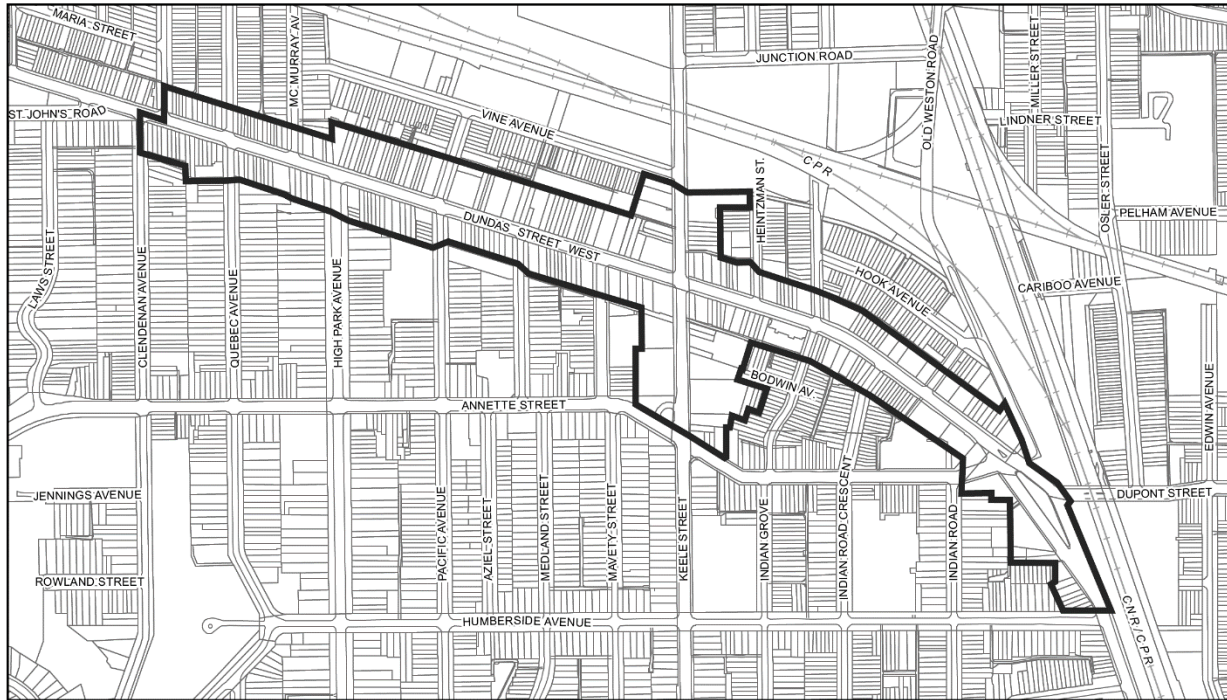 MARIA STREET
MC MURRAY AV
JUNCTION ROAD
OLD WESTON ROAD
MILLER STREET
ST JOHN'S ROAD
VINE AVENUE
LINDNER STREET
CPR
OSLER STREET
PELHAM AVENUE
HEINTZMAN ST.
DUNDAS STREET WEST
LAWS STREET
CLENDENAN AVENUE
QUEBEC AVENUE
HIGH PARK AVENUE
HOOK AVENUE
CARIBOO AVENUE
BODWIN AV.
ANNETTE STREET
EDWIN AVENUE
JENNINGS AVENUE
DUPONT STREET
PACIFIC AVENUE
AZIEL STREET
MEDLAND STREET
MAVETY STREET
KEELE STREET
INDIAN GROVE
INDIAN ROAD CRESCENT
INDIAN ROAD
ROWLAND STREET
HUMBERSIDE AVENUE
CNR / CPR